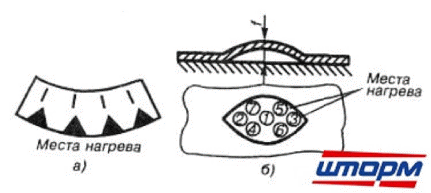 f
Места
нагрева
7 5
2 1 3
4 6
Места нагрева
а)
б)
шторм